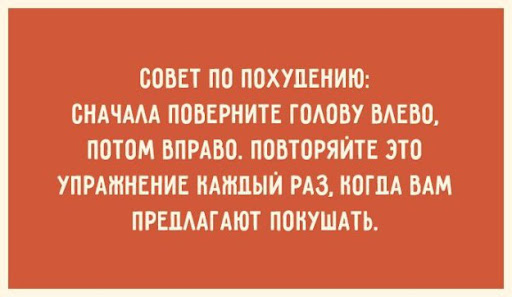 СОВЕТ ПО ПОХУДЕНИЮ:
СНАЧАЛА ПОВЕРНИТЕ ГОЛОВУ ВЛЕВО,
ПОТОМ ВПРАВО. ПОВТОРЯЙТЕ ЭТО
УПРАЖНЕНИЕ КАЖДЫЙ РАЗ, КОГДА ВАМ
ПРЕДЛАГАЮТ ПОКУШАТЬ.